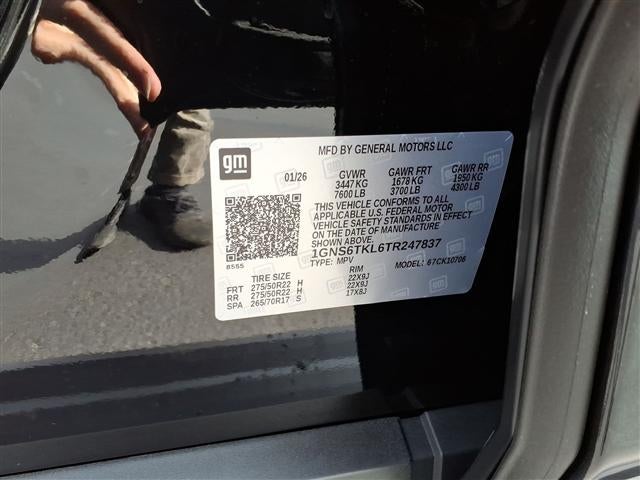 gm
MFD BY GENERAL MOTORS LLC
01/26 GVWR GAWR FRT GAWR RR
3447 KG 1678 KG 1950 KG
7600 LB 3700 LB 4300 LB
THIS VEHICLE CONFORMS TO ALL
APPLICABLE U.S. FEDERAL MOTOR
VEHICLE SAFETY STANDARDS IN EFFECT
ON THE DATE OF MANUFACTURE SHOWN ABOVE.
1GNS6TKL6TR247837
8555 TYPE: MPV MODEL: 67CK10706
TIRE SIZE RIM
FRT 275/50R22 H 22X9J
RR 275/50R22 H 22X9J
SPA 265/70R17 S 17X8J